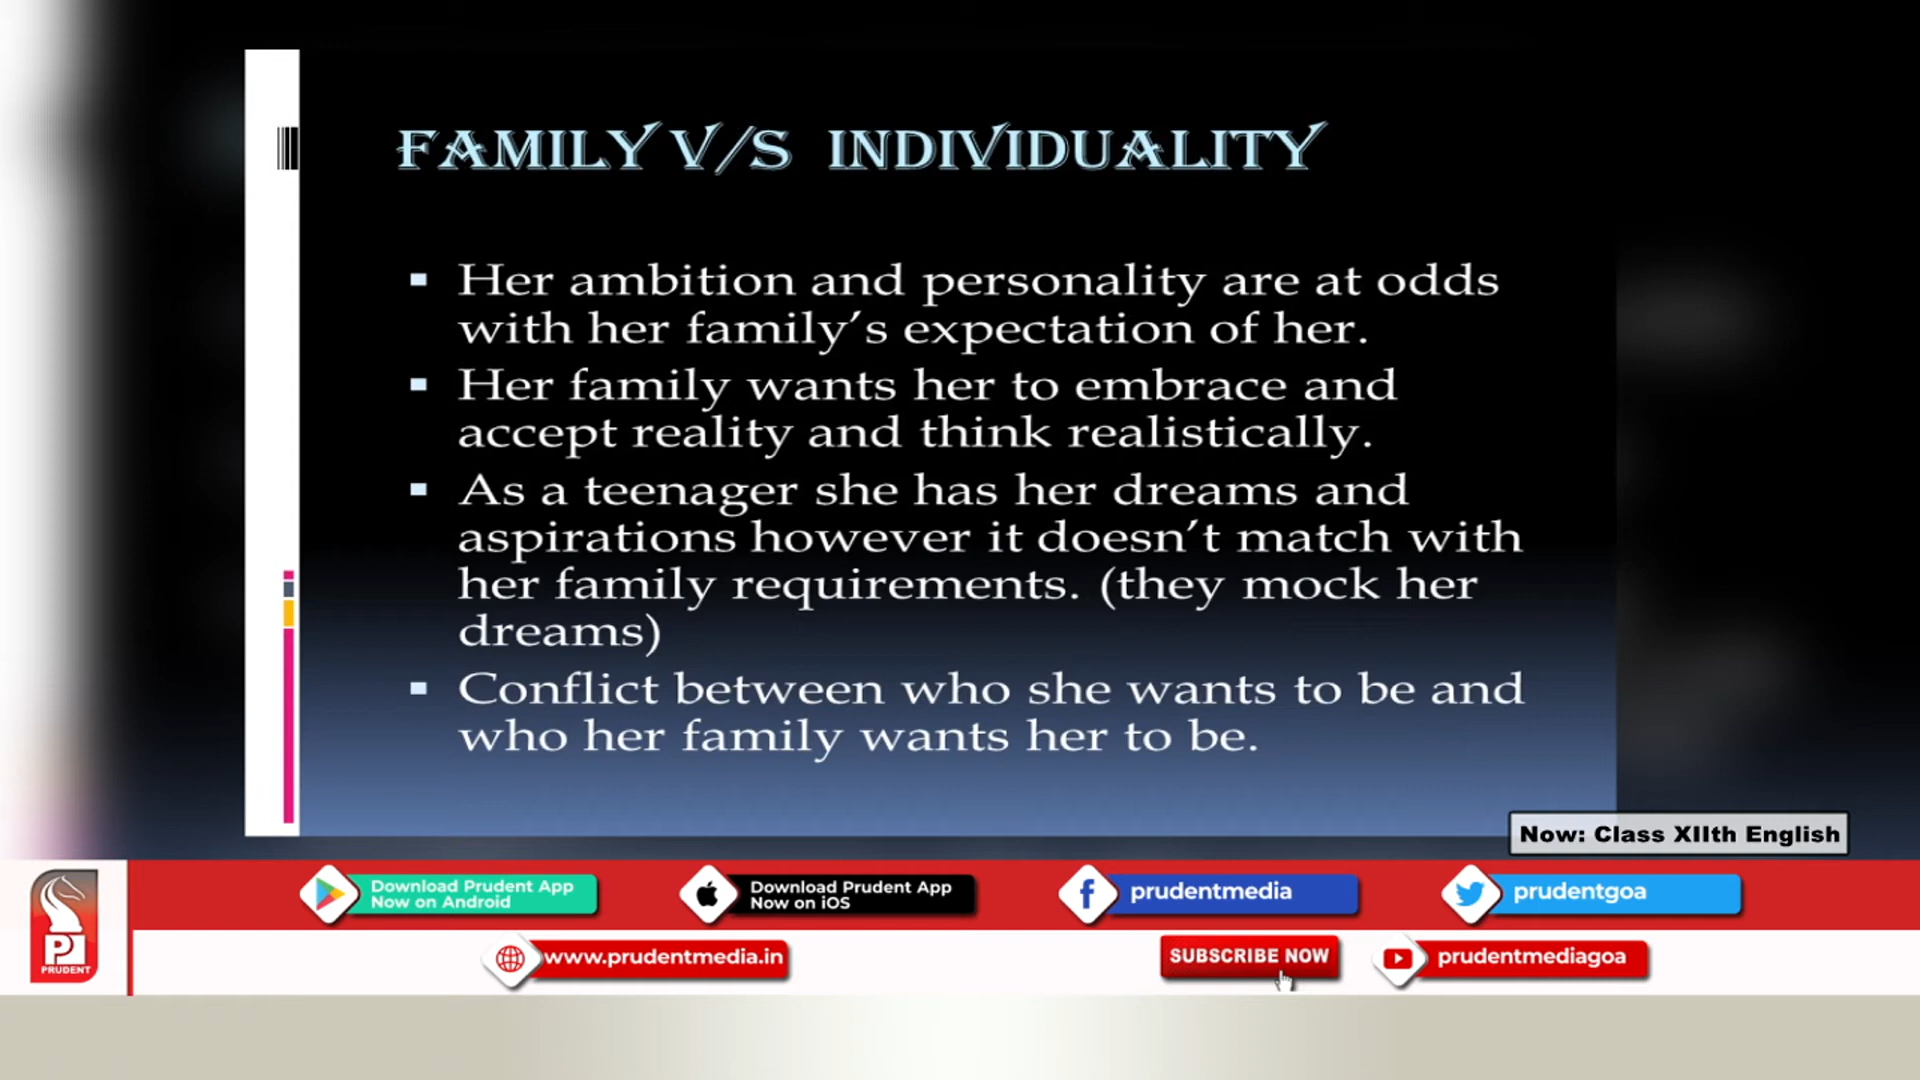 FAMILY V/S INDIVIDUALITY
Her ambition and personality are at odds
with her family's expectation of her.
Her family wants her to embrace and
accept reality and think realistically.
As a teenager she has her dreams and
aspirations however it doesn't match with
her family requirements. (they mock her
dreams)
Conflict between who she wants to be and
who her family wants her to be.
Now: Class XIIth English
Download Prudent App
Now on Android
Download Prudent App
Now on iOS
prudentmedia
prudentgoa
PRUDENT
www.prudentmedia.in
SUBSCRIBE NOW
prudentmediagoa